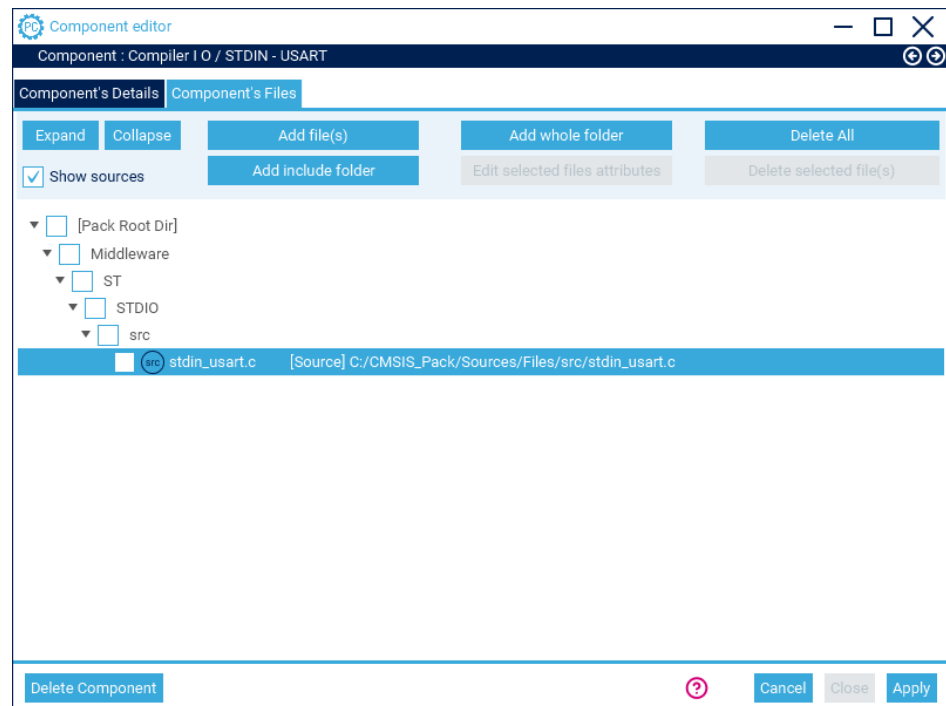 PC Component editor
Component : Compiler I O / STDIN - USART
Component's Details Component's Files
Expand Collapse Add file(s) Add whole folder Delete All
Show sources Add include folder Edit selected files attributes Delete selected file(s)
[Pack Root Dir]
Middleware
ST
STDIO
src
src stdin_usart.c [Source] C:/CMSIS_Pack/Sources/Files/src/stdin_usart.c
Delete Component ? Cancel Close Apply